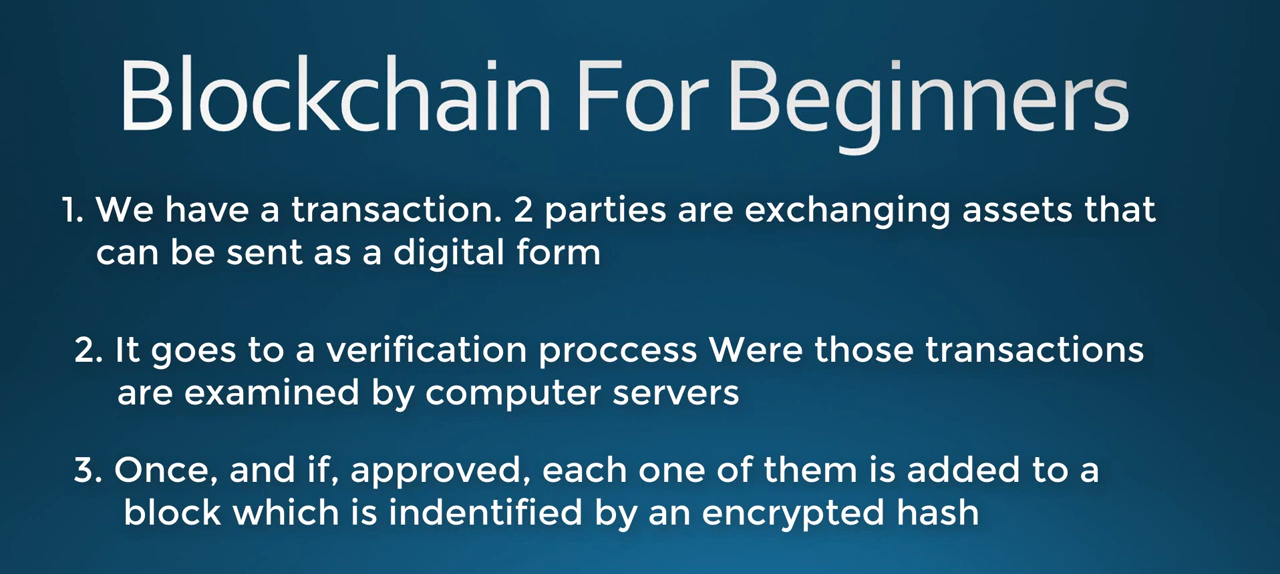 Blockchain For Beginners
1. We have a transaction. 2 parties are exchanging assets that
can be sent as a digital form
2. It goes to a verification proccess Were those transactions
are examined by computer servers
3. Once, and if, approved, each one of them is added to a
block which is indentified by an encrypted hash